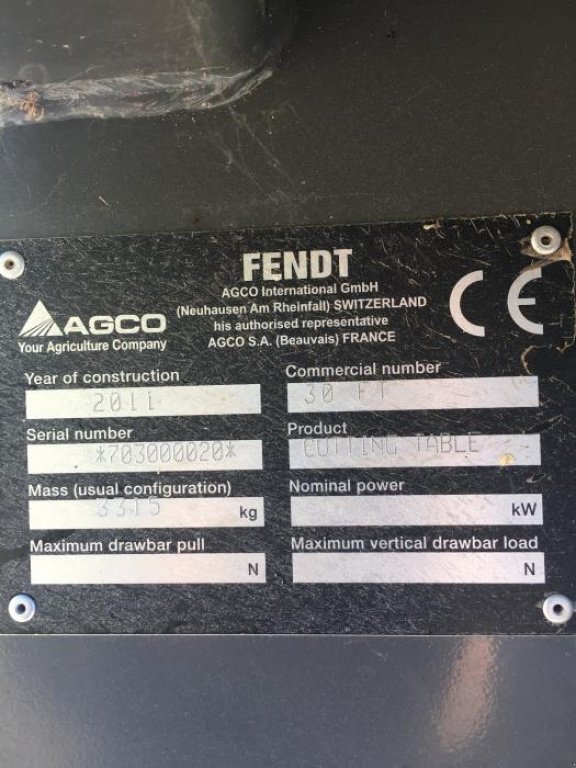 FENDT
AGCO International GmbH
(Neuhausen Am Rheinfall) SWITZERLAND
his authorised representative
AGCO S.A. (Beauvais) FRANCE
CE
AGCO
Your Agriculture Company
Year of construction
2011
Commercial number
30 FT
Serial number
*703000020*
Product
CUTTING TABLE
Mass (usual configuration)
3315 kg
Nominal power
kW
Maximum drawbar pull
N
Maximum vertical drawbar load
N